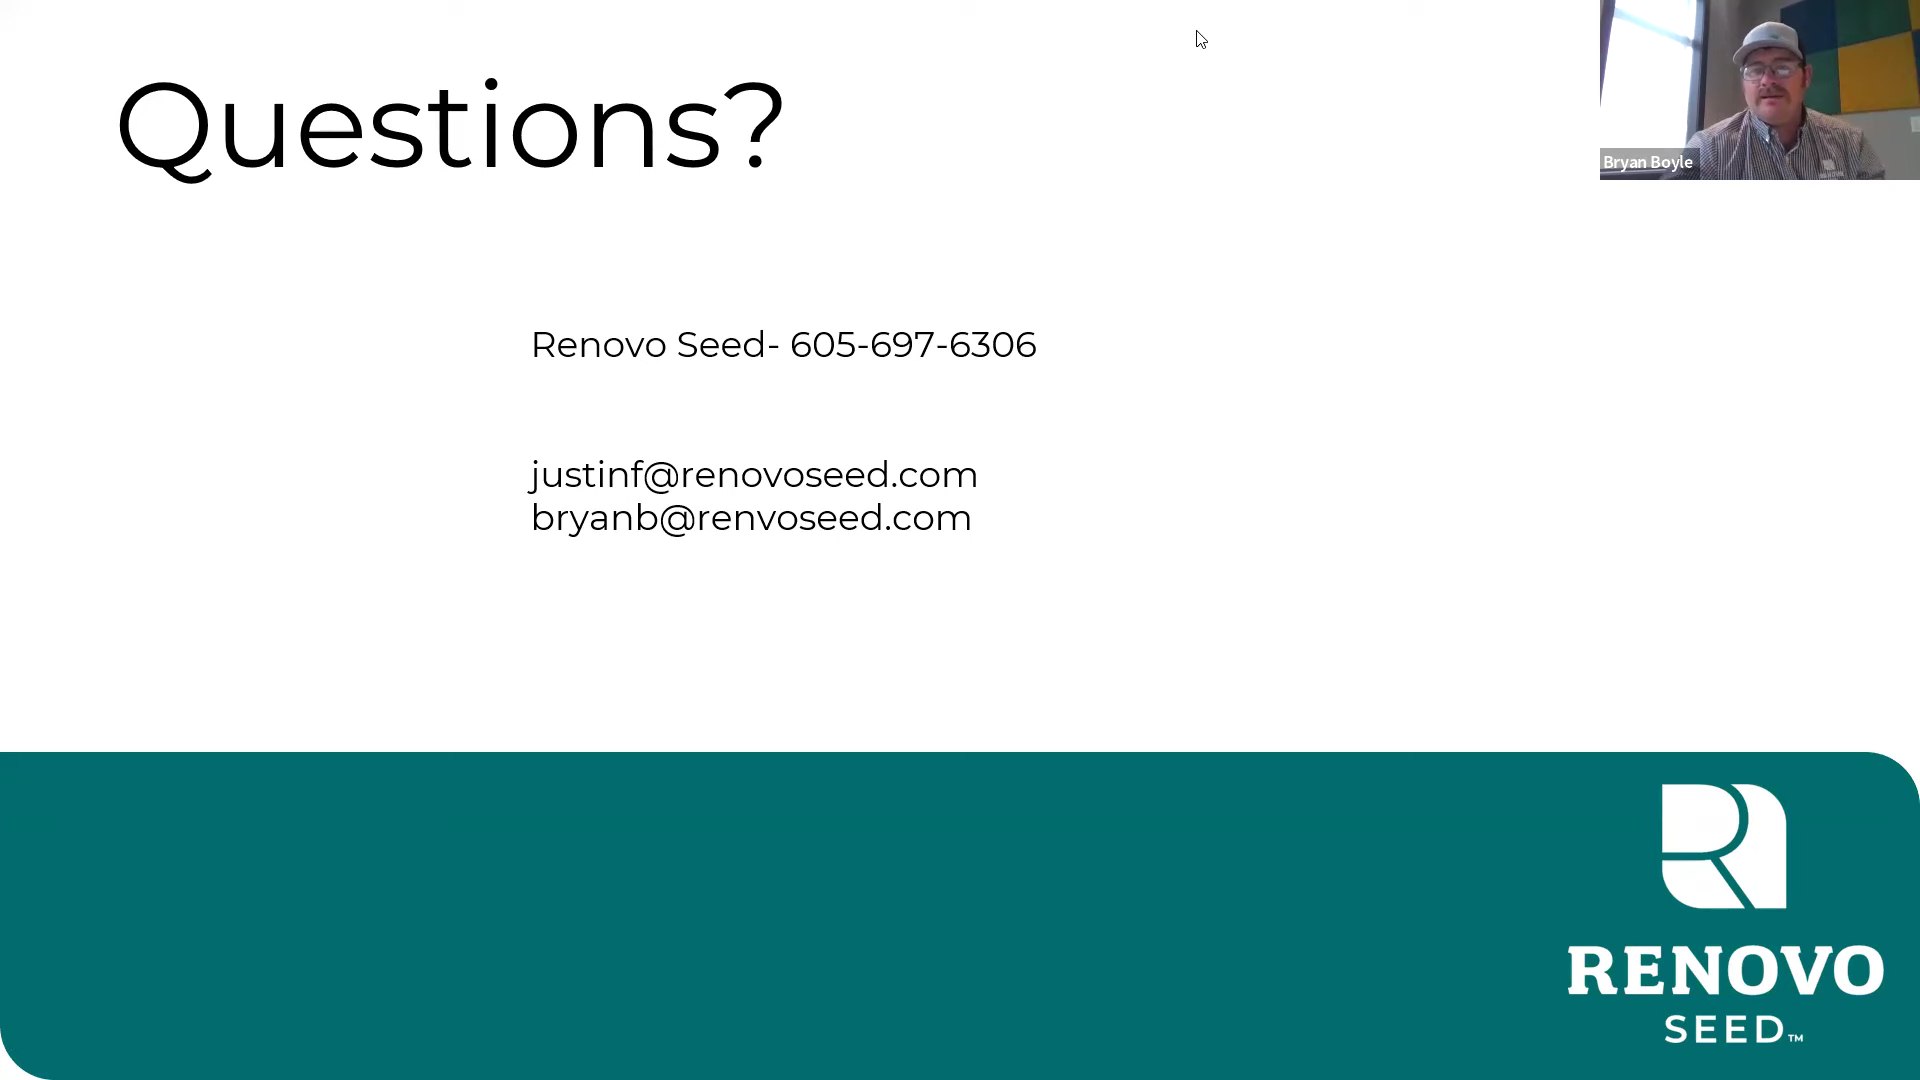 Questions?
Bryan Boyle
Renovo Seed- 605-697-6306
justinf@renovoseed.com
bryanb@renvoseed.com
RENOVO
SEED™